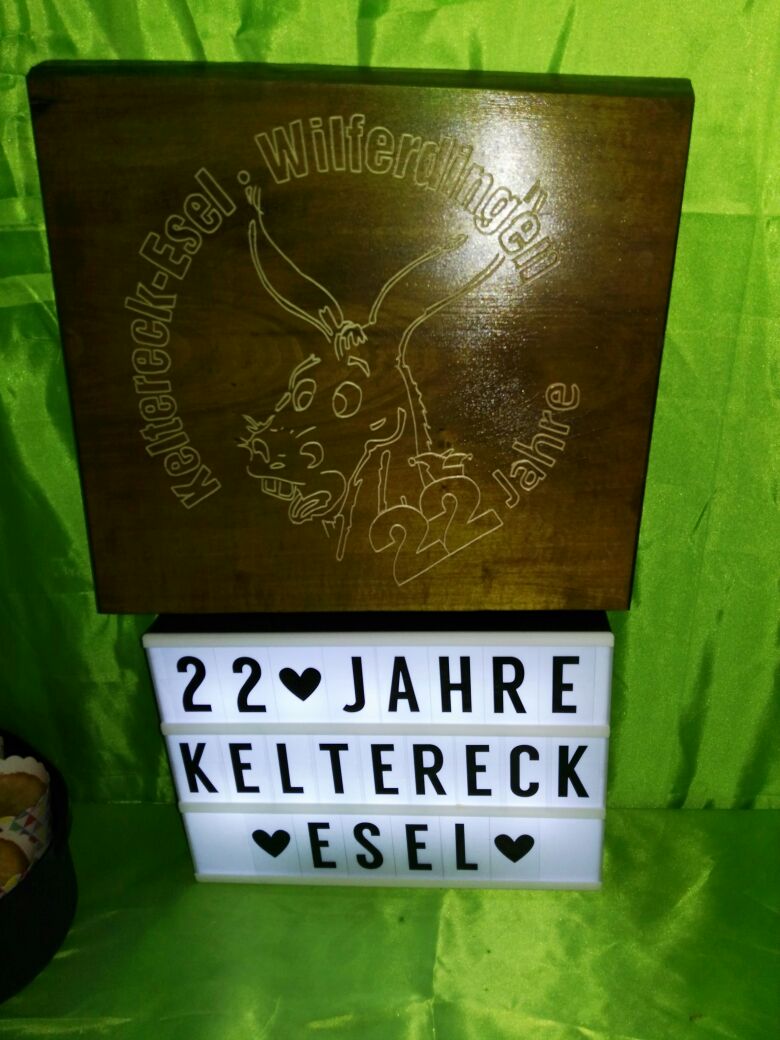 Keltereck-Esel • Wilferdingen
22 Jahre
22♥JAHRE
KELTERECK
♥ESEL♥